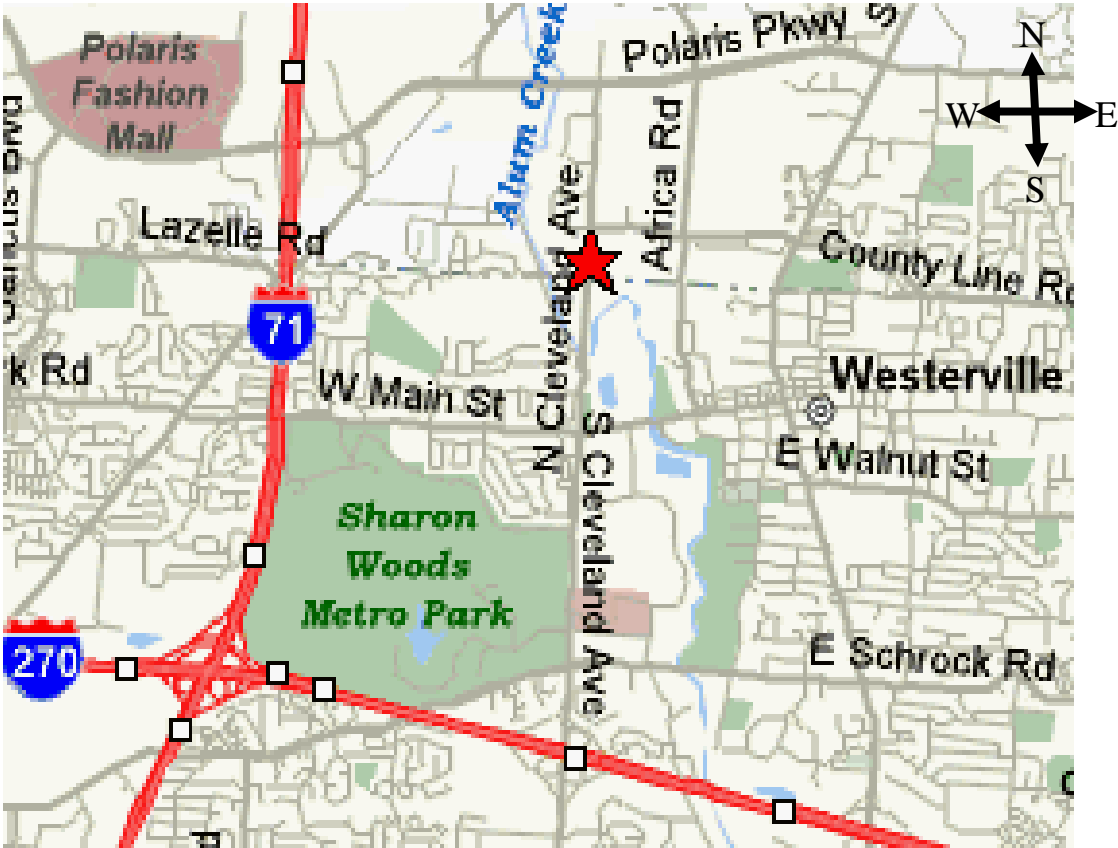 Polaris
Fashion
Mall
Alum Creek
Polaris Pkwy
S
N
W
E
S
Africa Rd
Lazelle Rd
County Line Rd
71
k Rd
W Main St
N Cleveland Ave
Westerville
S Cleveland Ave
E Walnut St
Sharon
Woods
Metro Park
270
E Schrock Rd